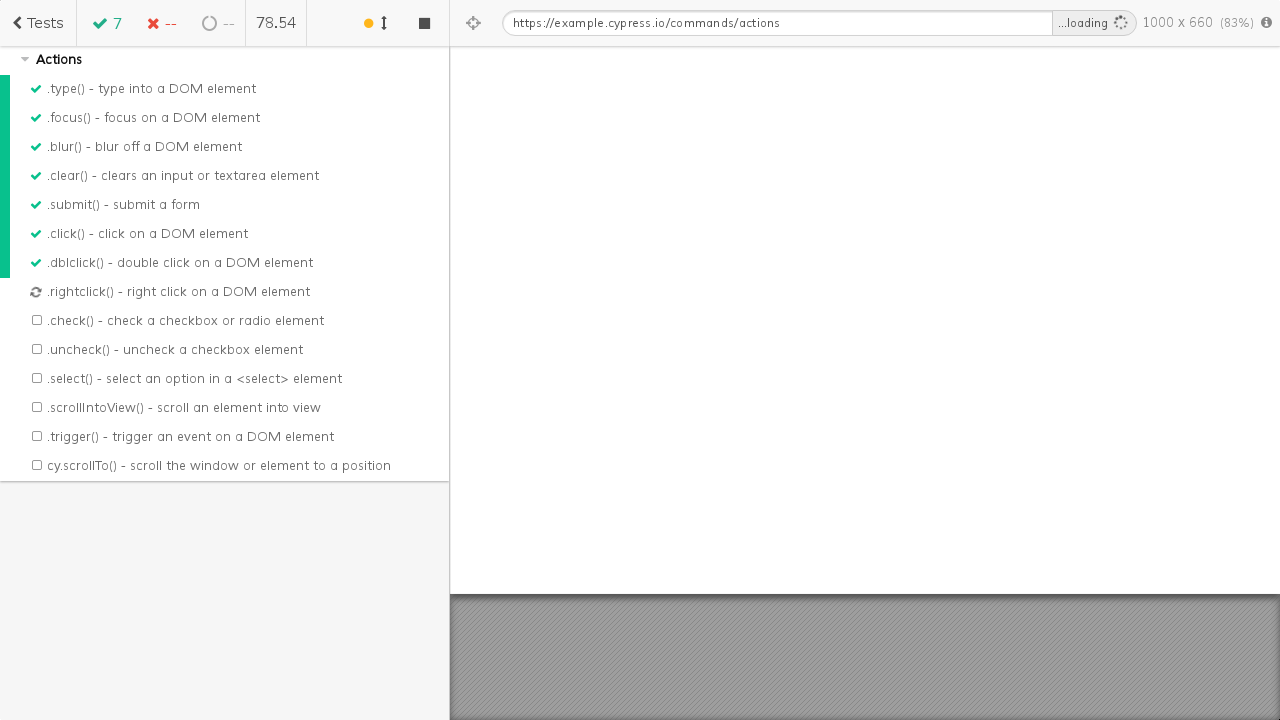 Tests 7 -- -- 78.54 https://example.cypress.io/commands/actions ...loading 1000 x 660 (83%)
Actions
.type() - type into a DOM element
.focus() - focus on a DOM element
.blur() - blur off a DOM element
.clear() - clears an input or textarea element
.submit() - submit a form
.click() - click on a DOM element
.dblclick() - double click on a DOM element
.rightclick() - right click on a DOM element
.check() - check a checkbox or radio element
.uncheck() - uncheck a checkbox element
.select() - select an option in a <select> element
.scrollIntoView() - scroll an element into view
.trigger() - trigger an event on a DOM element
cy.scrollTo() - scroll the window or element to a position